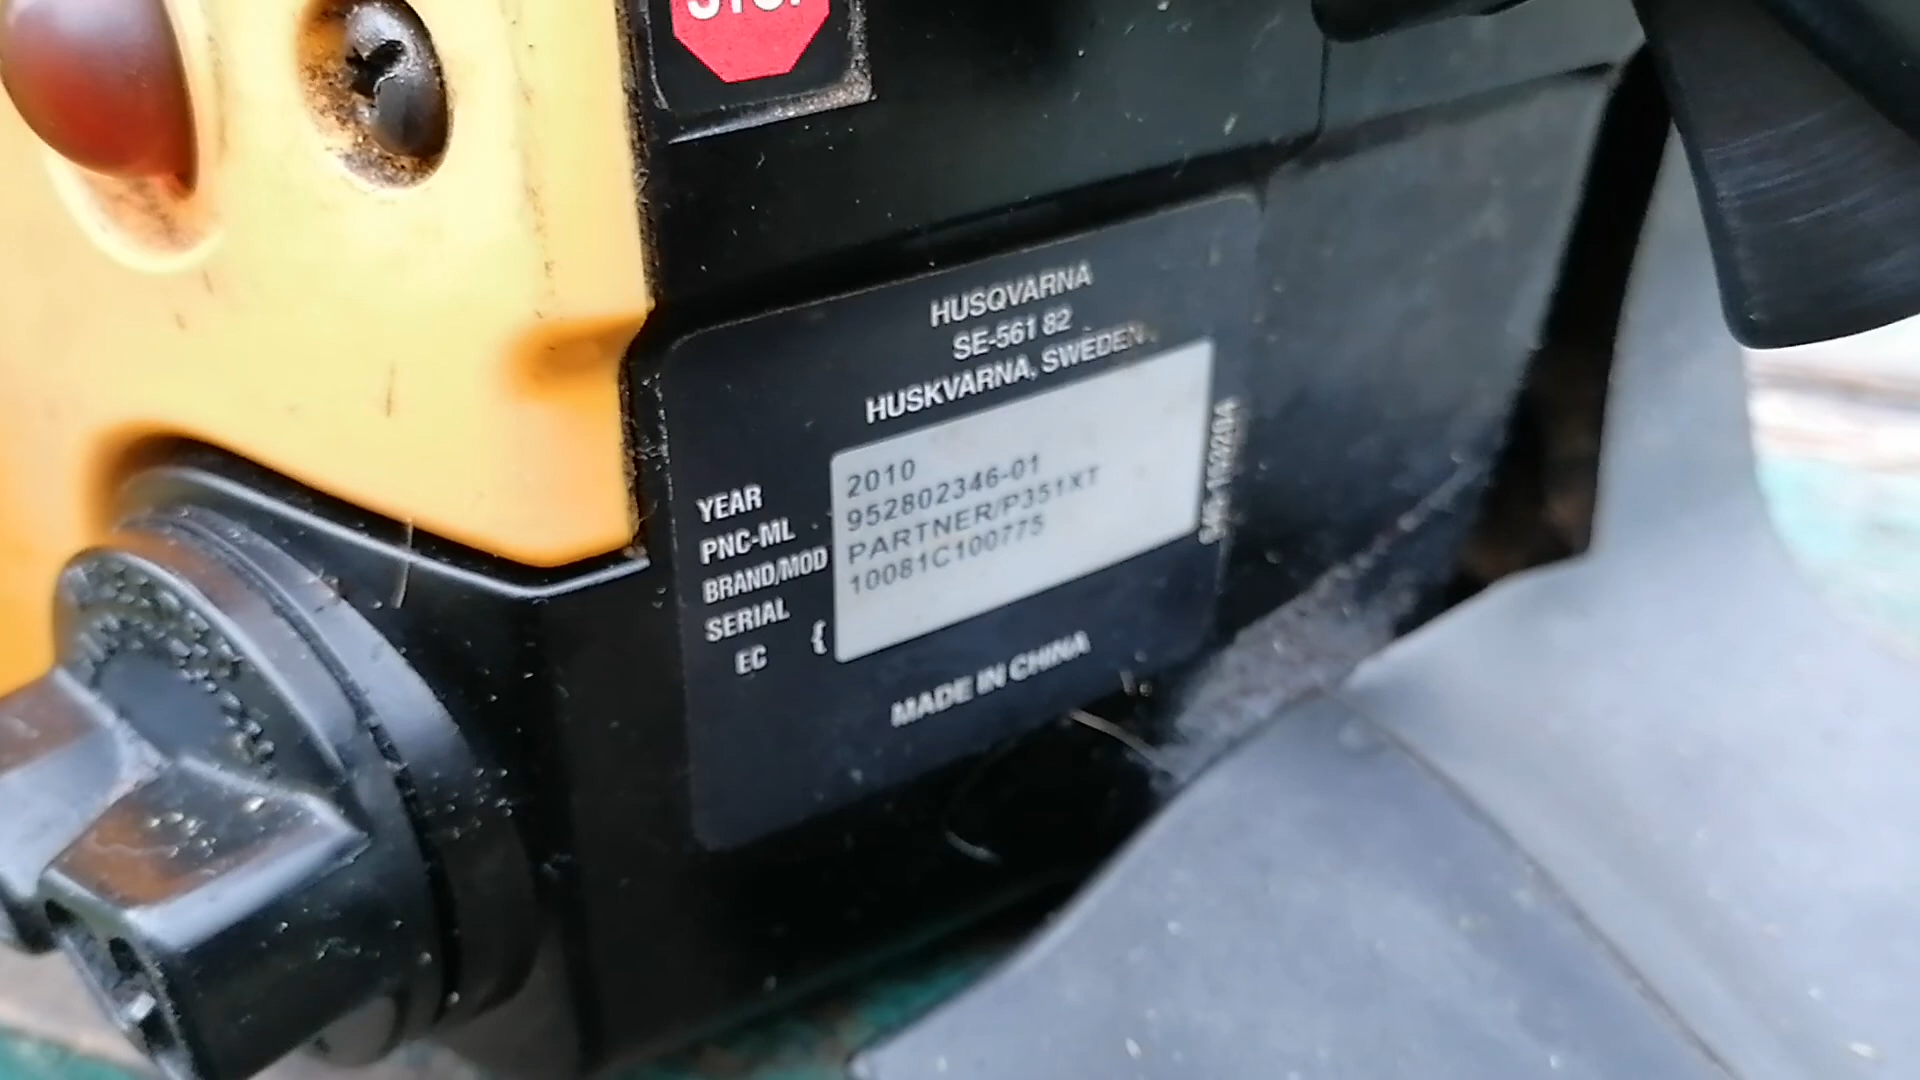 STOP
HUSQVARNA
SE-561 82
HUSKVARNA, SWEDEN
YEAR 2010
PNC-ML 952802346-01
BRAND/MOD PARTNER/P351XT
SERIAL 10081C100775
EC {
MADE IN CHINA